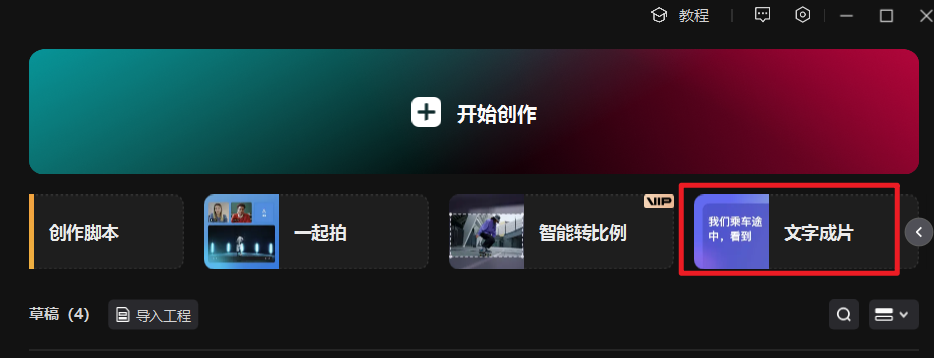 教程
开始创作
创作脚本
一起拍
VIP
智能转比例
我们乘车途
中，看到
文字成片
草稿（4）
导入工程